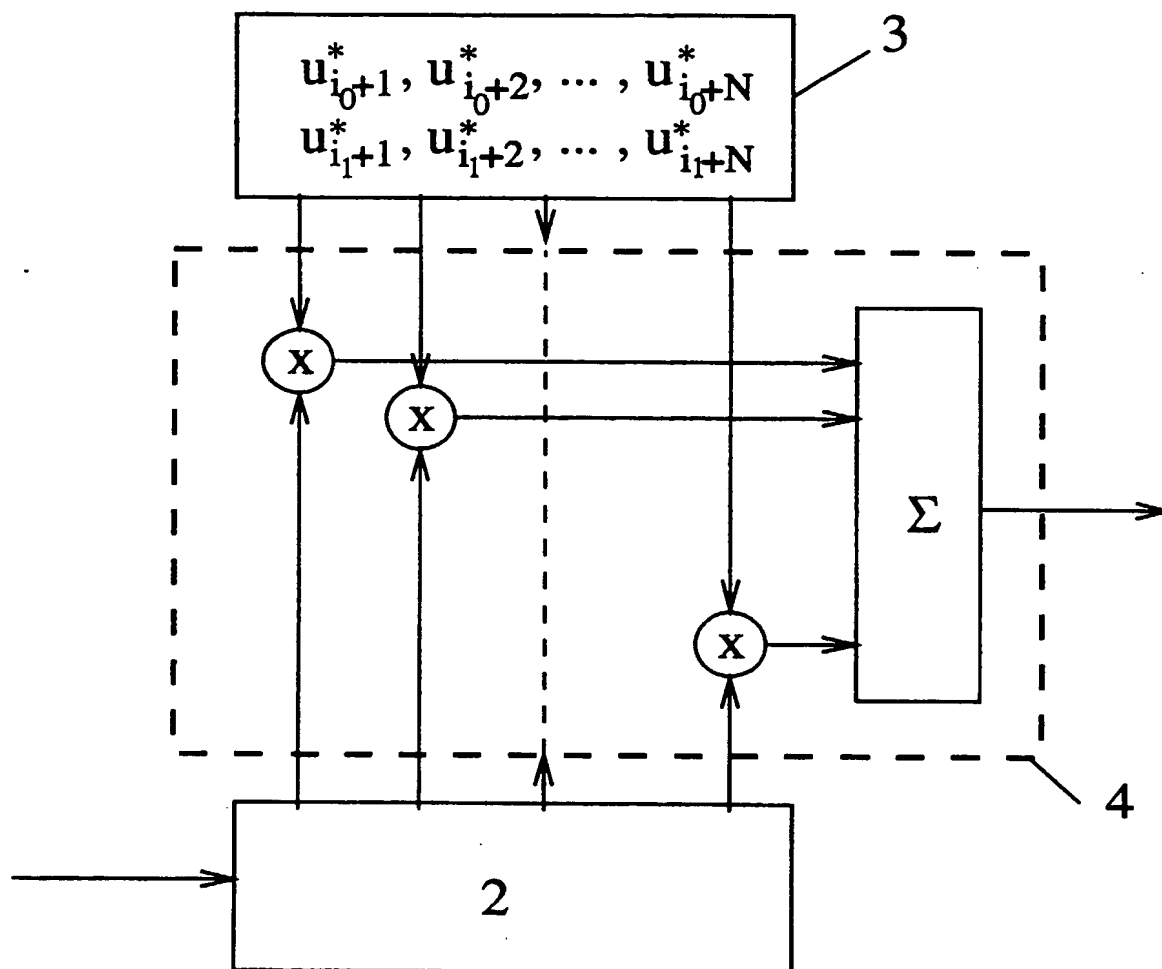 3
u*i₀+1, u*i₀+2, ... , u*i₀+N
u*i₁+1, u*i₁+2, ... , u*i₁+N
x
x
Σ
x
4
2